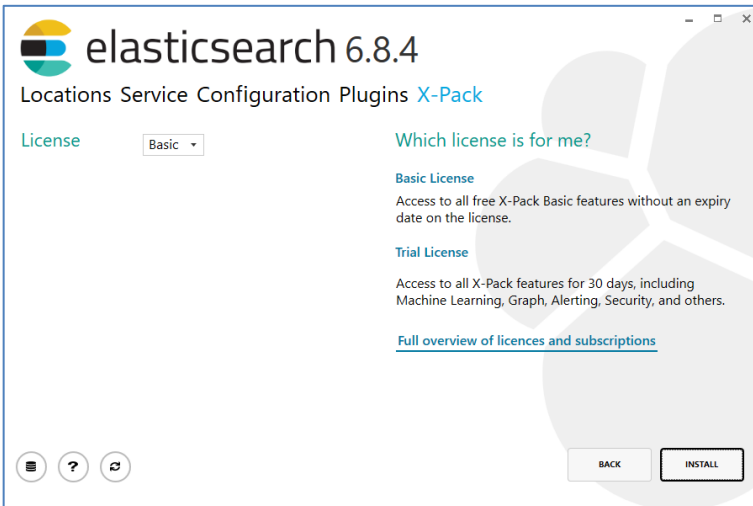 elasticsearch 6.8.4
Locations Service Configuration Plugins X-Pack
License
Basic
Which license is for me?
Basic License
Access to all free X-Pack Basic features without an expiry
date on the license.
Trial License
Access to all X-Pack features for 30 days, including
Machine Learning, Graph, Alerting, Security, and others.
Full overview of licences and subscriptions
?
BACK
INSTALL